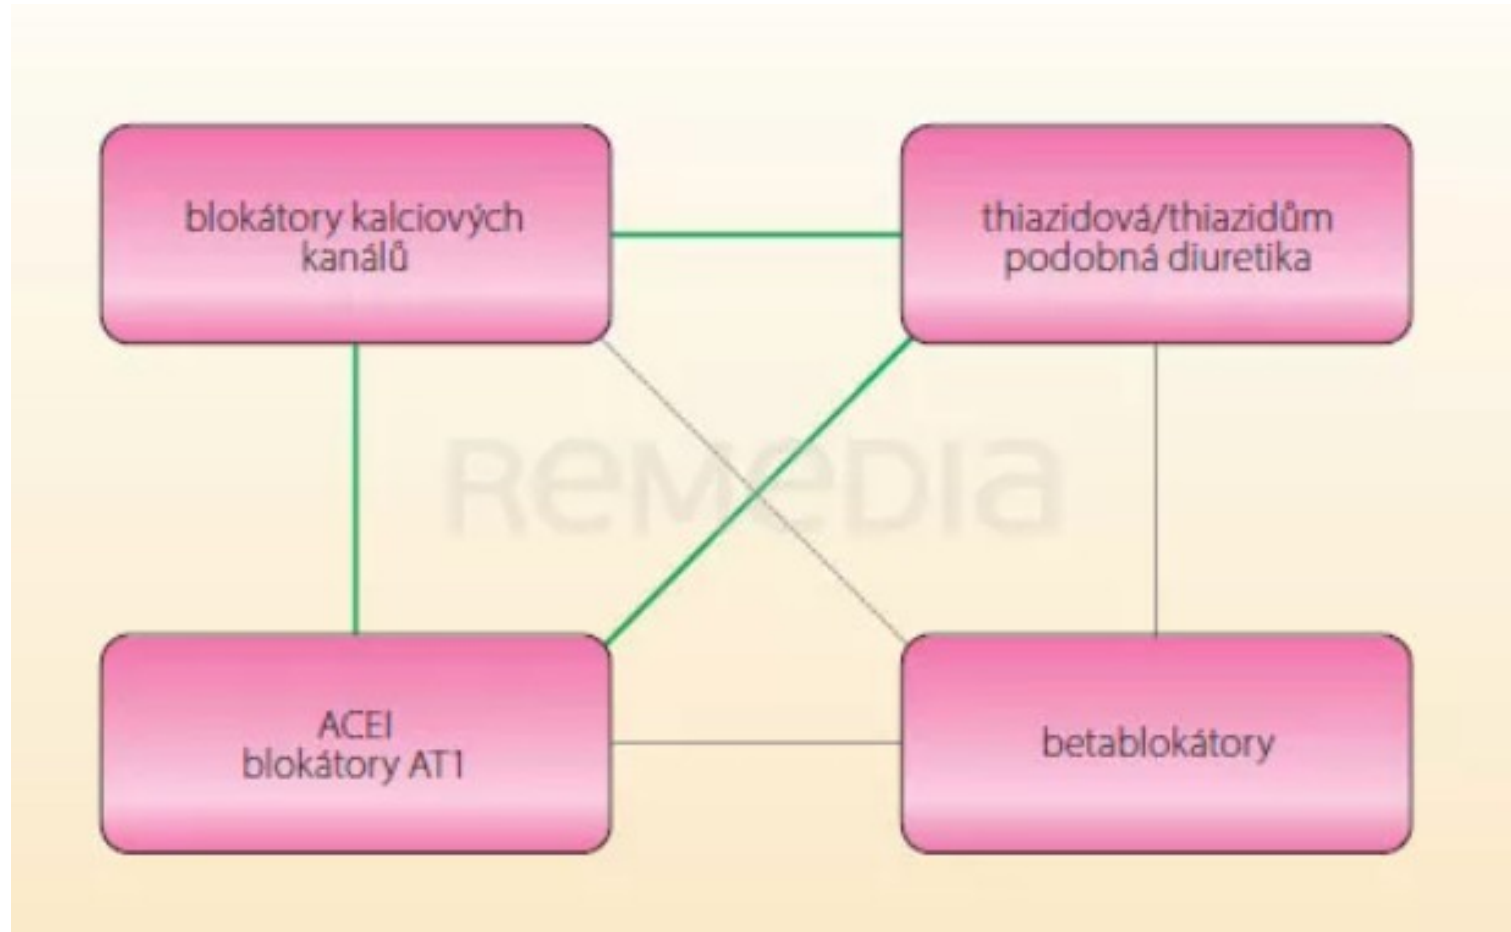 blokátory kalciových
kanálů
thiazidová/thiazidům
podobná diuretika
REMEDIA
ACEI
blokátory AT1
betablokátory